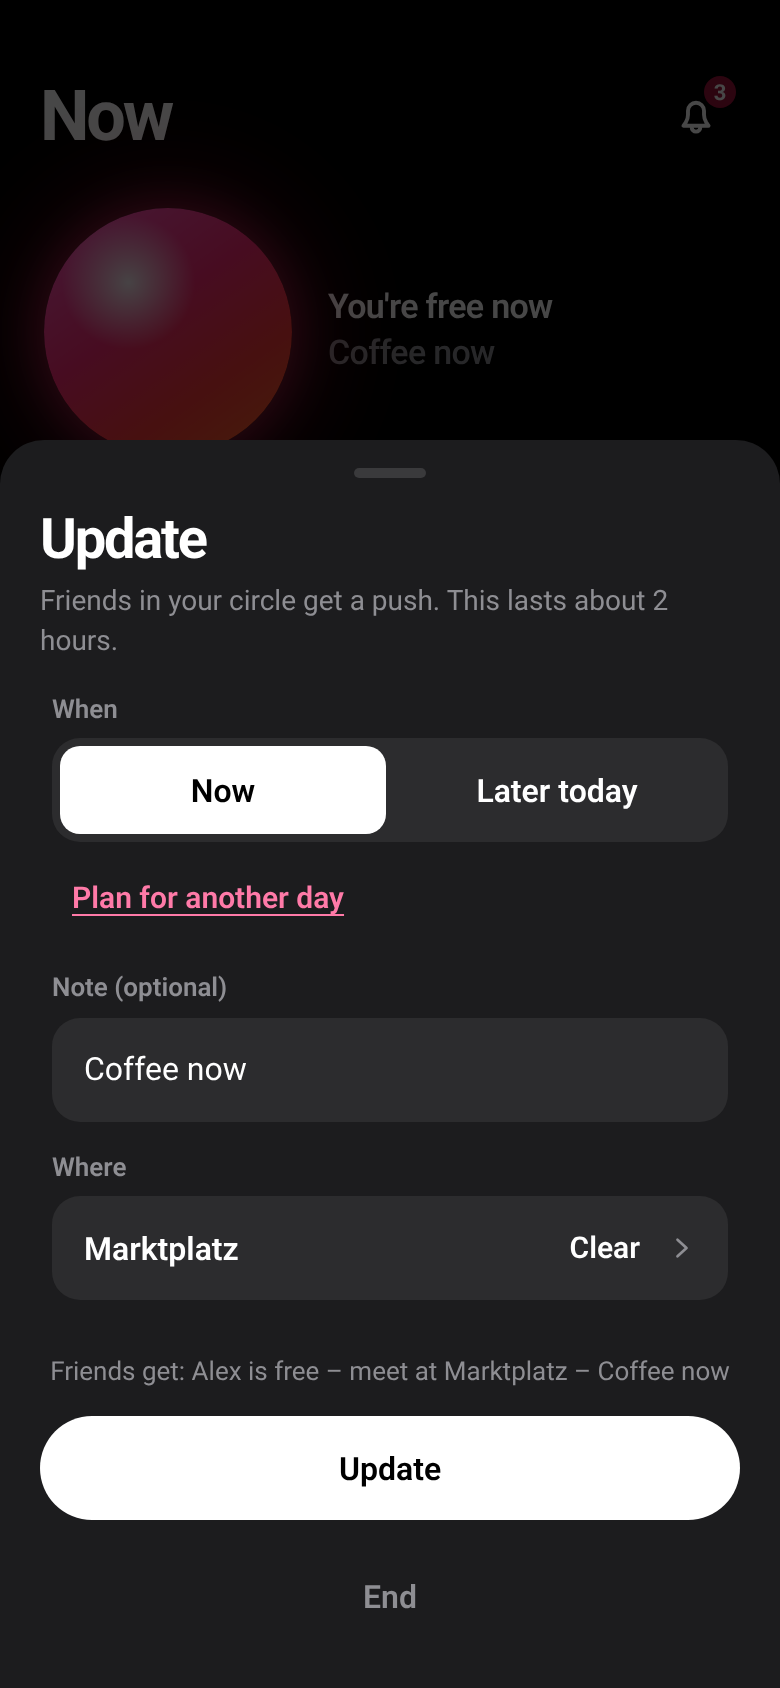 Now
3
You're free now
Coffee now
Update
Friends in your circle get a push. This lasts about 2
hours.
When
Now
Later today
Plan for another day
Note (optional)
Coffee now
Where
Marktplatz
Clear
Friends get: Alex is free – meet at Marktplatz – Coffee now
Update
End